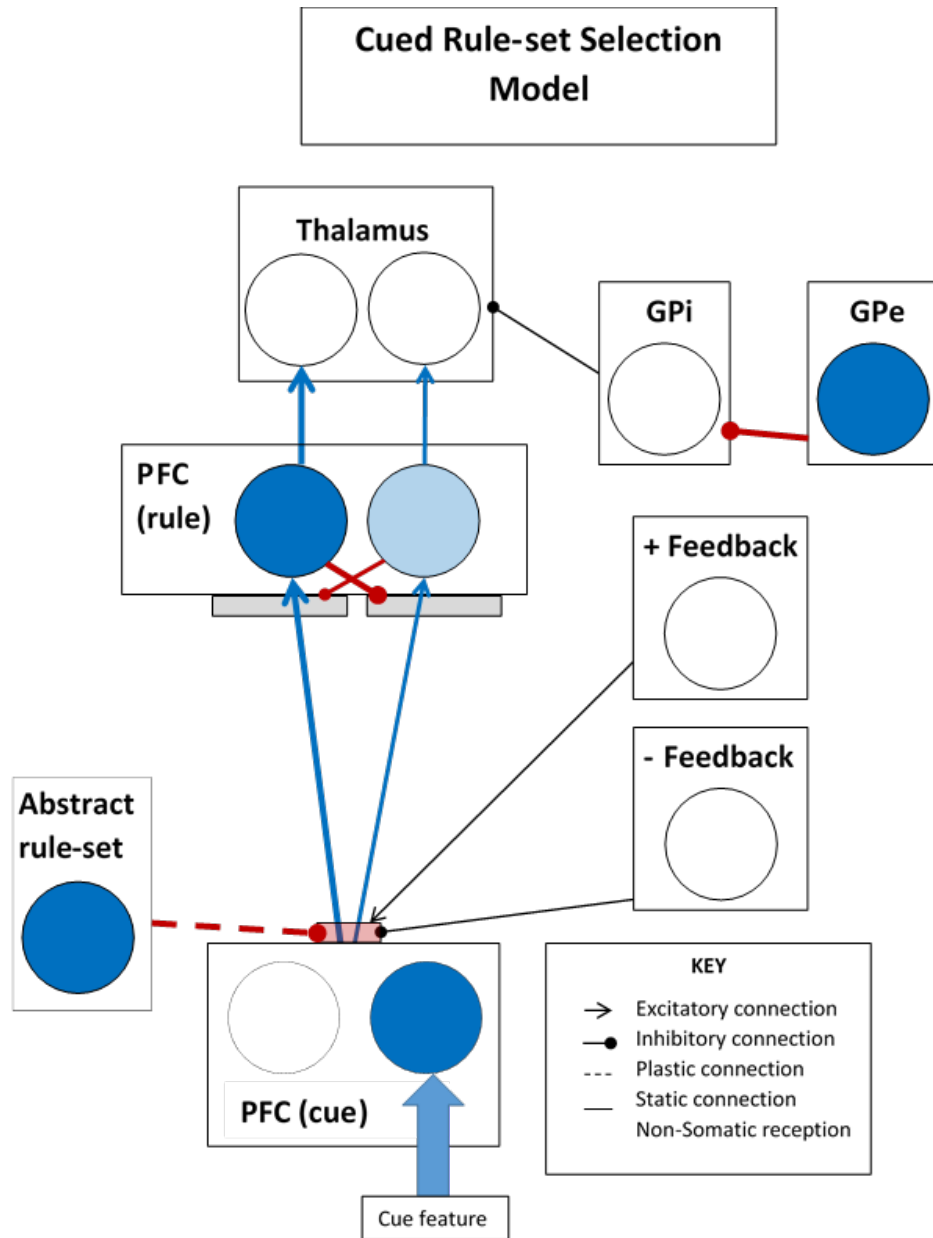 Cued Rule-set Selection
Model
Thalamus
GPi
GPe
PFC
(rule)
+ Feedback
- Feedback
Abstract
rule-set
PFC (cue)
KEY
Excitatory connection
Inhibitory connection
Plastic connection
Static connection
Non-Somatic reception
Cue feature